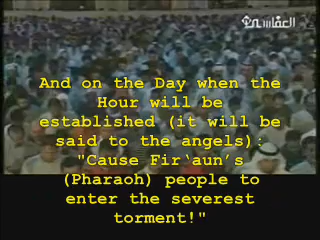 العفاسي
And on the Day when the
Hour will be
established (it will be
said to the angels):
"Cause Fir‘aun’s
(Pharaoh) people to
enter the severest
torment!"